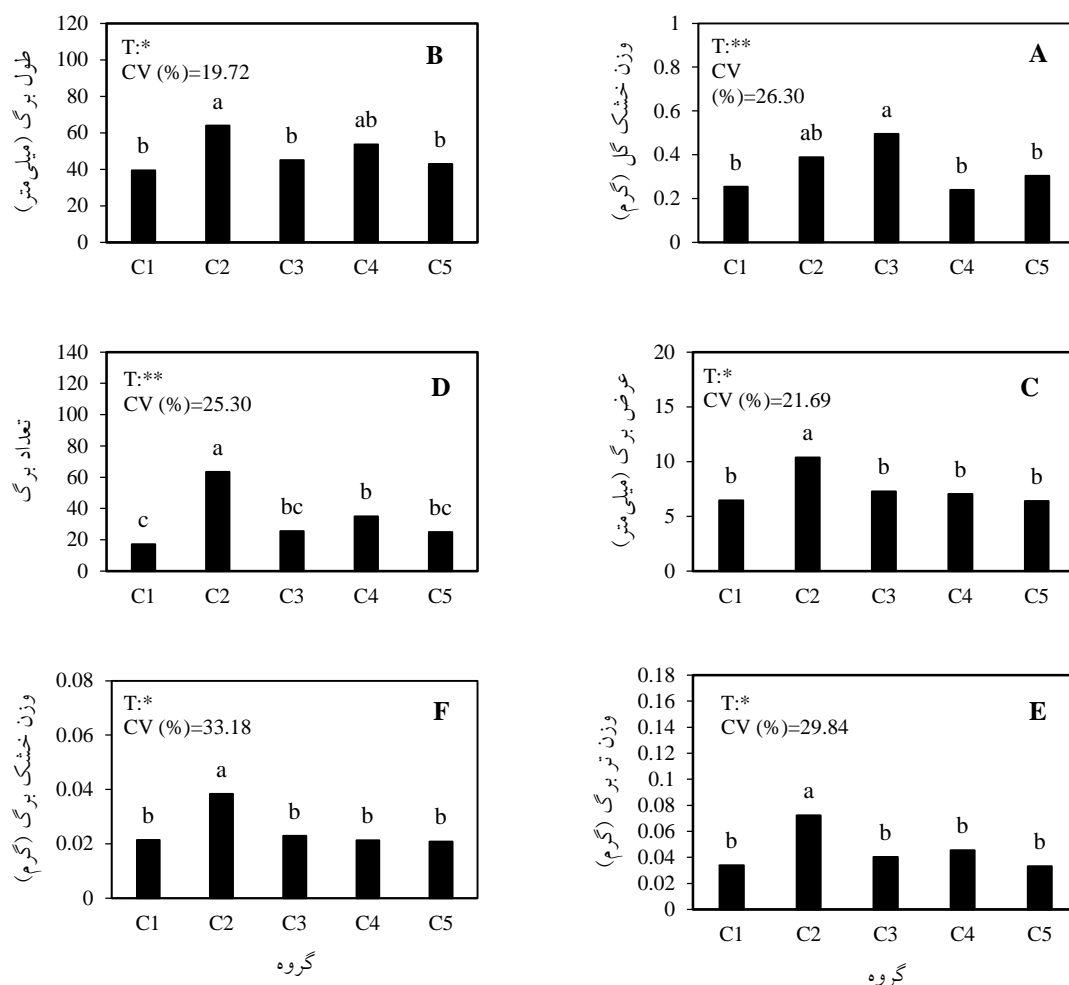 وزن خشک گل (گرم)
1
0.8
0.6
0.4
0.2
0
T:**
CV
(%)=26.30
A
b
ab
a
b
b
C1 C2 C3 C4 C5
طول برگ (میلی‌متر)
120
100
80
60
40
20
0
T:*
CV (%)=19.72
B
b
a
b
ab
b
C1 C2 C3 C4 C5
عرض برگ (میلی‌متر)
20
15
10
5
0
T:*
CV (%)=21.69
C
b
a
b
b
b
C1 C2 C3 C4 C5
تعداد برگ
140
120
100
80
60
40
20
0
T:**
CV (%)=25.30
D
c
a
bc
b
bc
C1 C2 C3 C4 C5
وزن تر برگ (گرم)
0.18
0.16
0.14
0.12
0.1
0.08
0.06
0.04
0.02
0
T:*
CV (%)=29.84
E
b
a
b
b
b
C1 C2 C3 C4 C5
گروه
وزن خشک برگ (گرم)
0.08
0.06
0.04
0.02
0
T:*
CV (%)=33.18
F
b
a
b
b
b
C1 C2 C3 C4 C5
گروه